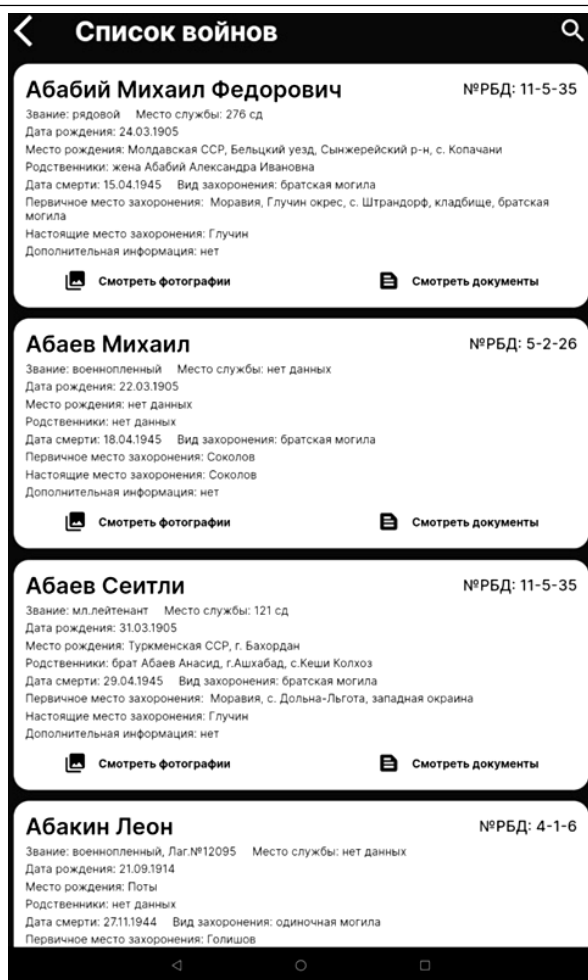 Список войнов
Абабий Михаил Федорович №РБД: 11-5-35
Звание: рядовой Место службы: 276 сд
Дата рождения: 24.03.1905
Место рождения: Молдавская ССР, Бельцкий уезд, Сынжерейский р-н, с. Копачани
Родственники: жена Абабий Александра Ивановна
Дата смерти: 15.04.1945 Вид захоронения: братская могила
Первичное место захоронения: Моравия, Глучин окрес, с. Штрандорф, кладбище, братская
могила
Настоящие место захоронения: Глучин
Дополнительная информация: нет
Смотреть фотографии Смотреть документы
Абаев Михаил №РБД: 5-2-26
Звание: военнопленный Место службы: нет данных
Дата рождения: 22.03.1905
Место рождения: нет данных
Родственники: нет данных
Дата смерти: 18.04.1945 Вид захоронения: братская могила
Первичное место захоронения: Соколов
Настоящие место захоронения: Соколов
Дополнительная информация: нет
Смотреть фотографии Смотреть документы
Абаев Сеитли №РБД: 11-5-35
Звание: мл.лейтенант Место службы: 121 сд
Дата рождения: 31.03.1905
Место рождения: Туркменская ССР, г. Бахордан
Родственники: брат Абаев Анасид, г.Ашхабад, с.Кеши Колхоз
Дата смерти: 29.04.1945 Вид захоронения: братская могила
Первичное место захоронения: Моравия, с. Дольна-Льгота, западная окраина
Настоящие место захоронения: Глучин
Дополнительная информация: нет
Смотреть фотографии Смотреть документы
Абакин Леон №РБД: 4-1-6
Звание: военнопленный, Лаг.№12095 Место службы: нет данных
Дата рождения: 21.09.1914
Место рождения: Поты
Родственники: нет данных
Дата смерти: 27.11.1944 Вид захоронения: одиночная могила
Первичное место захоронения: Голишов